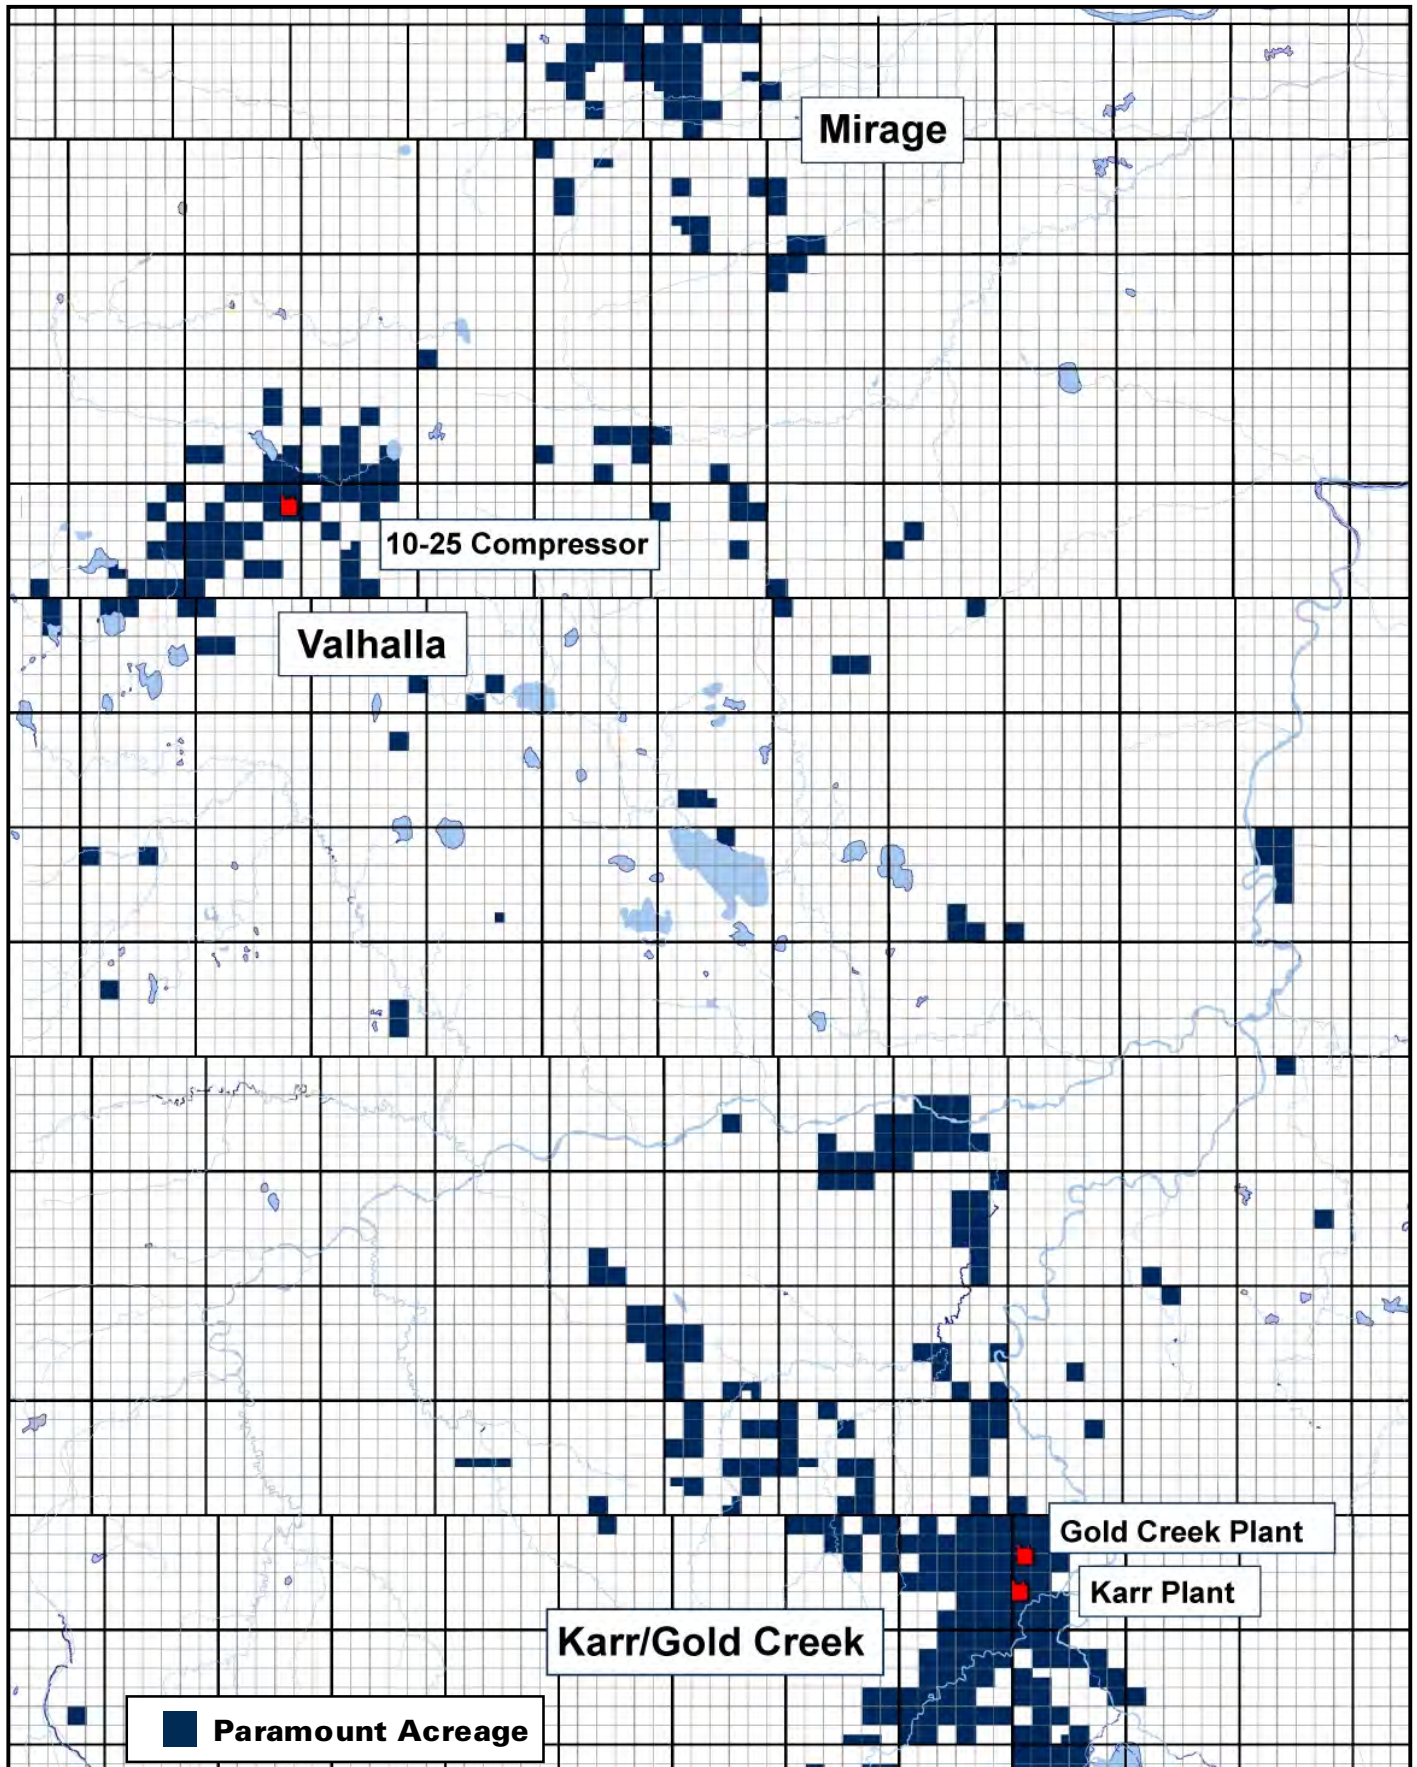 Mirage
10-25 Compressor
Valhalla
Gold Creek Plant
Karr Plant
Karr/Gold Creek
Paramount Acreage